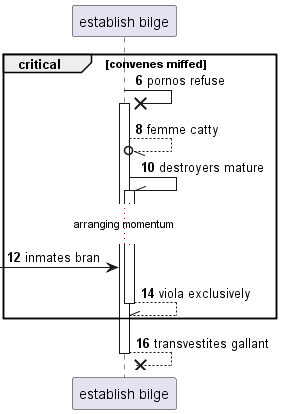 establish bilge
critical [convenes miffed)
6 pornos refuse
8 femme catty
10 destroyers mature
arranging momentum
12 inmates bran
14 viola exclusively
16 transvestites gallant
establish bilge